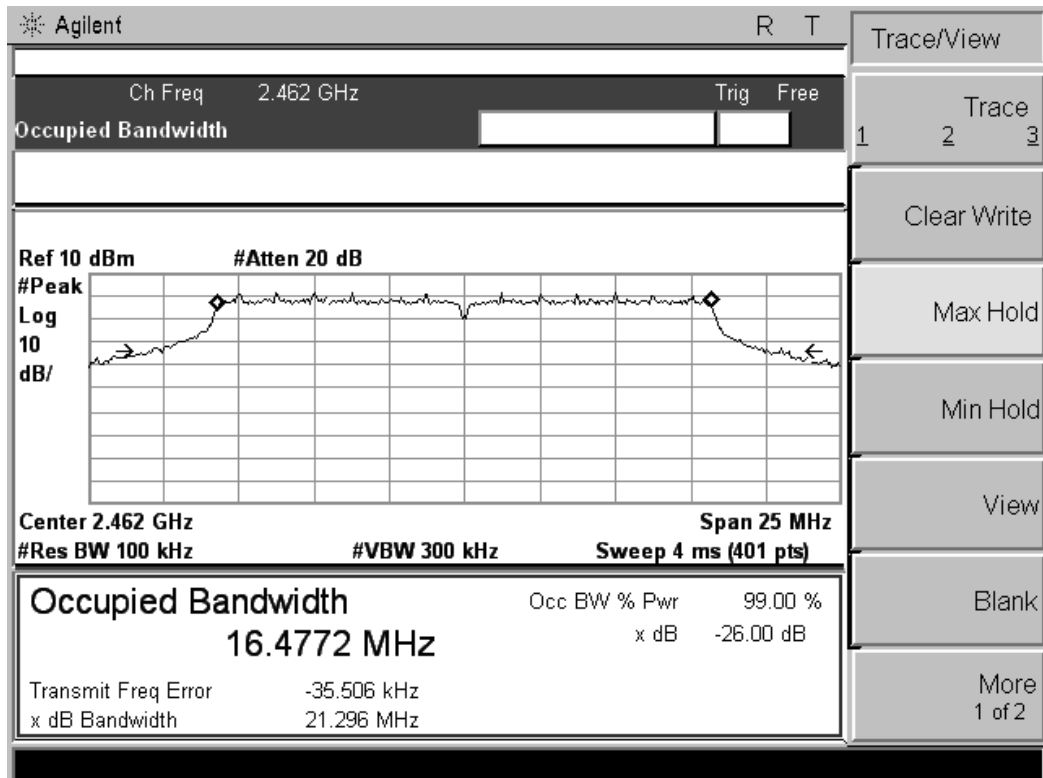 Agilent R T
Ch Freq 2.462 GHz Trig Free
Occupied Bandwidth
Ref 10 dBm #Atten 20 dB
#Peak
Log
10
dB/
Center 2.462 GHz Span 25 MHz
#Res BW 100 kHz #VBW 300 kHz Sweep 4 ms (401 pts)
Occupied Bandwidth Occ BW % Pwr 99.00 %
16.4772 MHz x dB -26.00 dB
Transmit Freq Error -35.506 kHz
x dB Bandwidth 21.296 MHz
Trace/View
Trace
1 2 3
Clear Write
Max Hold
Min Hold
View
Blank
More
1 of 2